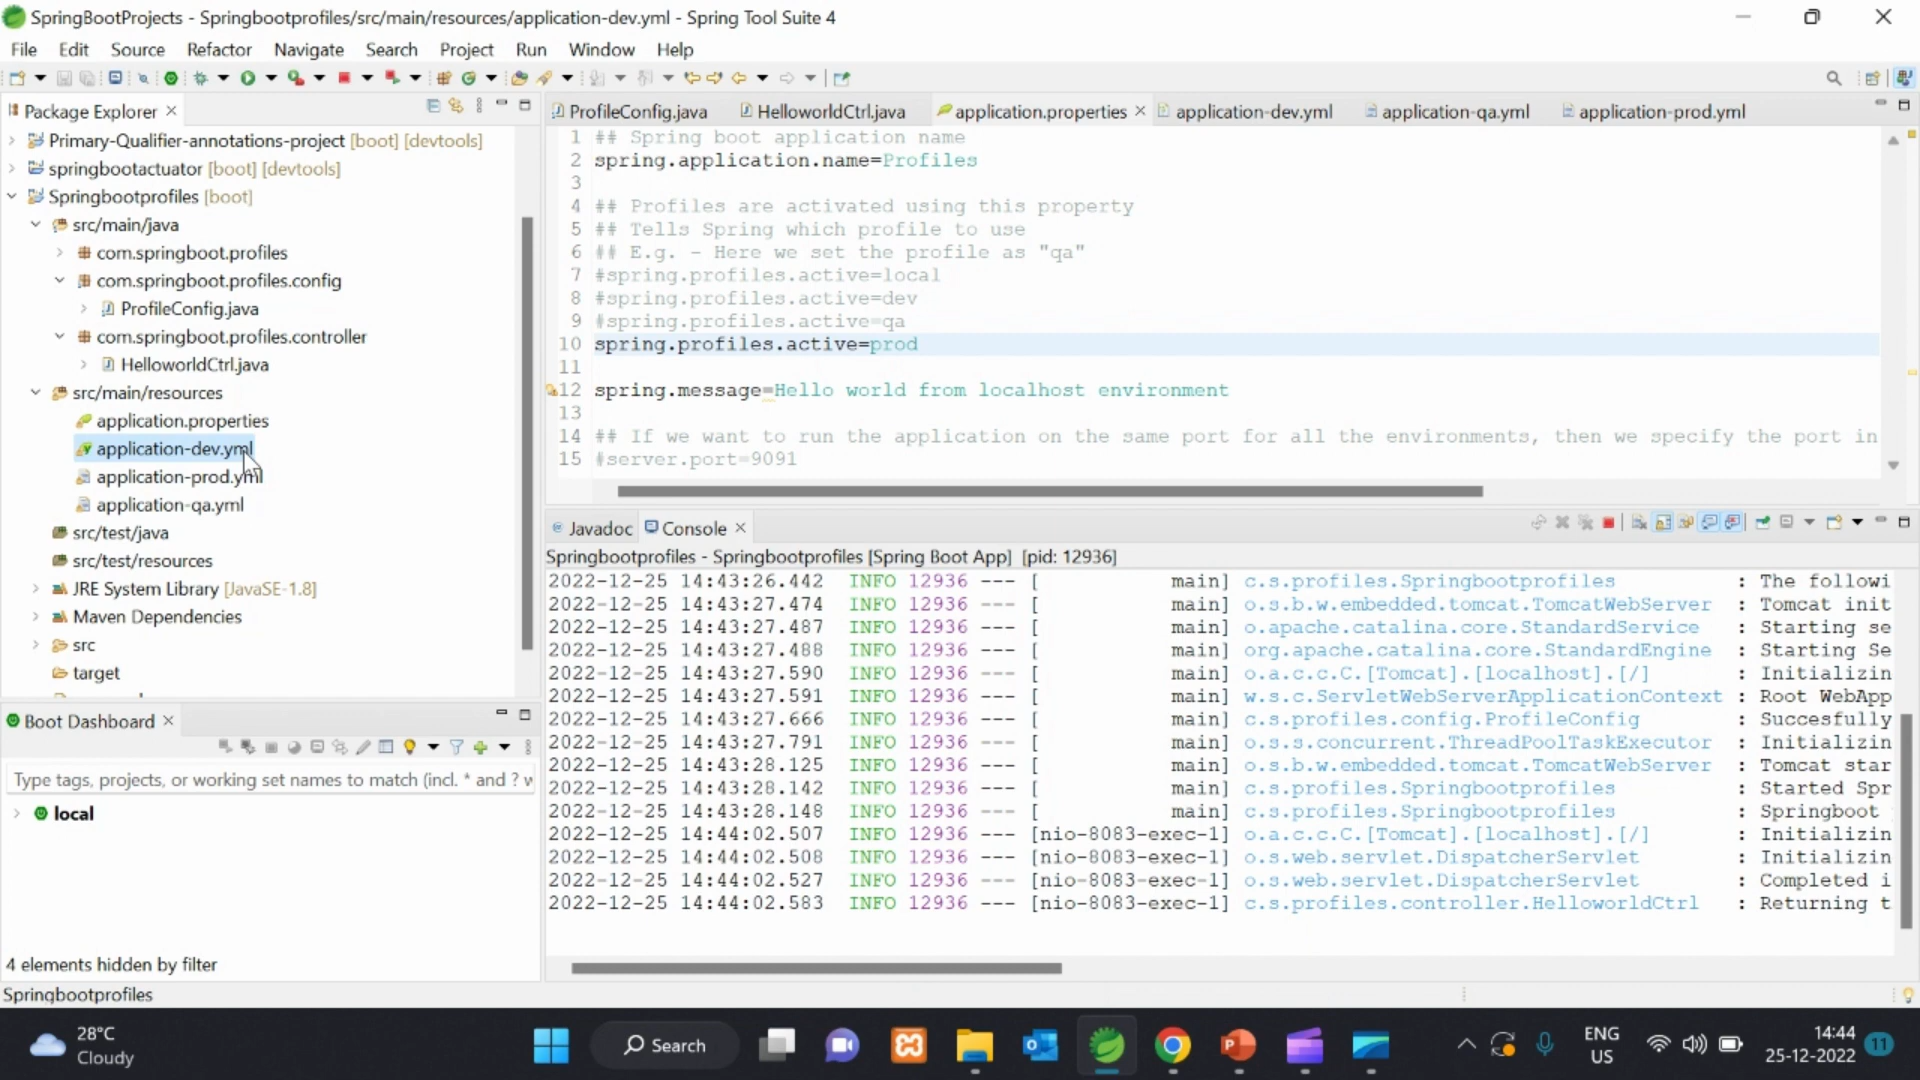 SpringBootProjects - Springbootprofiles/src/main/resources/application-dev.yml - Spring Tool Suite 4
File Edit Source Refactor Navigate Search Project Run Window Help
Package Explorer
Primary-Qualifier-annotations-project [boot] [devtools]
springbootactuator [boot] [devtools]
Springbootprofiles [boot]
src/main/java
com.springboot.profiles
com.springboot.profiles.config
ProfileConfig.java
com.springboot.profiles.controller
HelloworldCtrl.java
src/main/resources
application.properties
application-dev.yml
application-prod.yml
application-qa.yml
src/test/java
src/test/resources
JRE System Library [JavaSE-1.8]
Maven Dependencies
src
target
Boot Dashboard
Type tags, projects, or working set names to match (incl. * and ? w
local
4 elements hidden by filter
Springbootprofiles
ProfileConfig.java HelloworldCtrl.java application.properties application-dev.yml application-qa.yml application-prod.yml
1 ## Spring boot application name
2 spring.application.name=Profiles
3
4 ## Profiles are activated using this property
5 ## Tells Spring which profile to use
6 ## E.g. - Here we set the profile as "qa"
7 #spring.profiles.active=local
8 #spring.profiles.active=dev
9 #spring.profiles.active=qa
10 spring.profiles.active=prod
11
12 spring.message=Hello world from localhost environment
13
14 ## If we want to run the application on the same port for all the environments, then we specify the port in
15 #server.port=9091
Javadoc Console
Springbootprofiles - Springbootprofiles [Spring Boot App] [pid: 12936]
2022-12-25 14:43:26.442 INFO 12936 --- [ main] c.s.profiles.Springbootprofiles : The followi
2022-12-25 14:43:27.474 INFO 12936 --- [ main] o.s.b.w.embedded.tomcat.TomcatWebServer : Tomcat init
2022-12-25 14:43:27.487 INFO 12936 --- [ main] o.apache.catalina.core.StandardService : Starting se
2022-12-25 14:43:27.488 INFO 12936 --- [ main] org.apache.catalina.core.StandardEngine : Starting Se
2022-12-25 14:43:27.590 INFO 12936 --- [ main] o.a.c.c.C.[Tomcat].[localhost].[/] : Initializin
2022-12-25 14:43:27.591 INFO 12936 --- [ main] w.s.c.ServletWebServerApplicationContext : Root WebApp
2022-12-25 14:43:27.666 INFO 12936 --- [ main] c.s.profiles.config.ProfileConfig : Succesfully
2022-12-25 14:43:27.791 INFO 12936 --- [ main] o.s.s.concurrent.ThreadPoolTaskExecutor : Initializin
2022-12-25 14:43:28.125 INFO 12936 --- [ main] o.s.b.w.embedded.tomcat.TomcatWebServer : Tomcat star
2022-12-25 14:43:28.142 INFO 12936 --- [ main] c.s.profiles.Springbootprofiles : Started Spr
2022-12-25 14:43:28.148 INFO 12936 --- [ main] c.s.profiles.Springbootprofiles : Springboot
2022-12-25 14:44:02.507 INFO 12936 --- [nio-8083-exec-1] o.a.c.c.C.[Tomcat].[localhost].[/] : Initializin
2022-12-25 14:44:02.508 INFO 12936 --- [nio-8083-exec-1] o.s.web.servlet.DispatcherServlet : Initializin
2022-12-25 14:44:02.527 INFO 12936 --- [nio-8083-exec-1] o.s.web.servlet.DispatcherServlet : Completed i
2022-12-25 14:44:02.583 INFO 12936 --- [nio-8083-exec-1] c.s.profiles.controller.HelloworldCtrl : Returning t
28°C
Cloudy
Search
ENG
US
14:44
25-12-2022
11